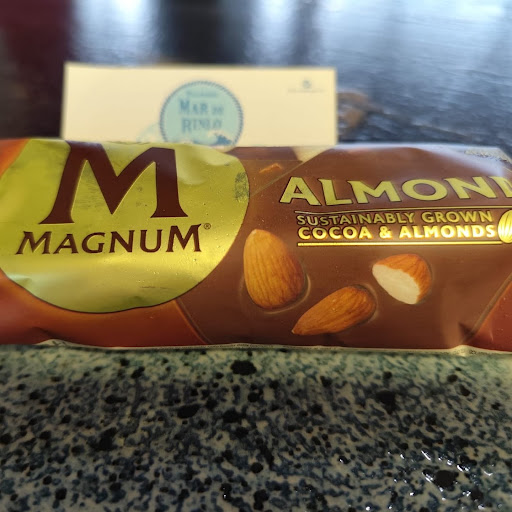 MAR DE
RINLO
M
MAGNUM®
ALMOND
SUSTAINABLY GROWN
COCOA & ALMONDS